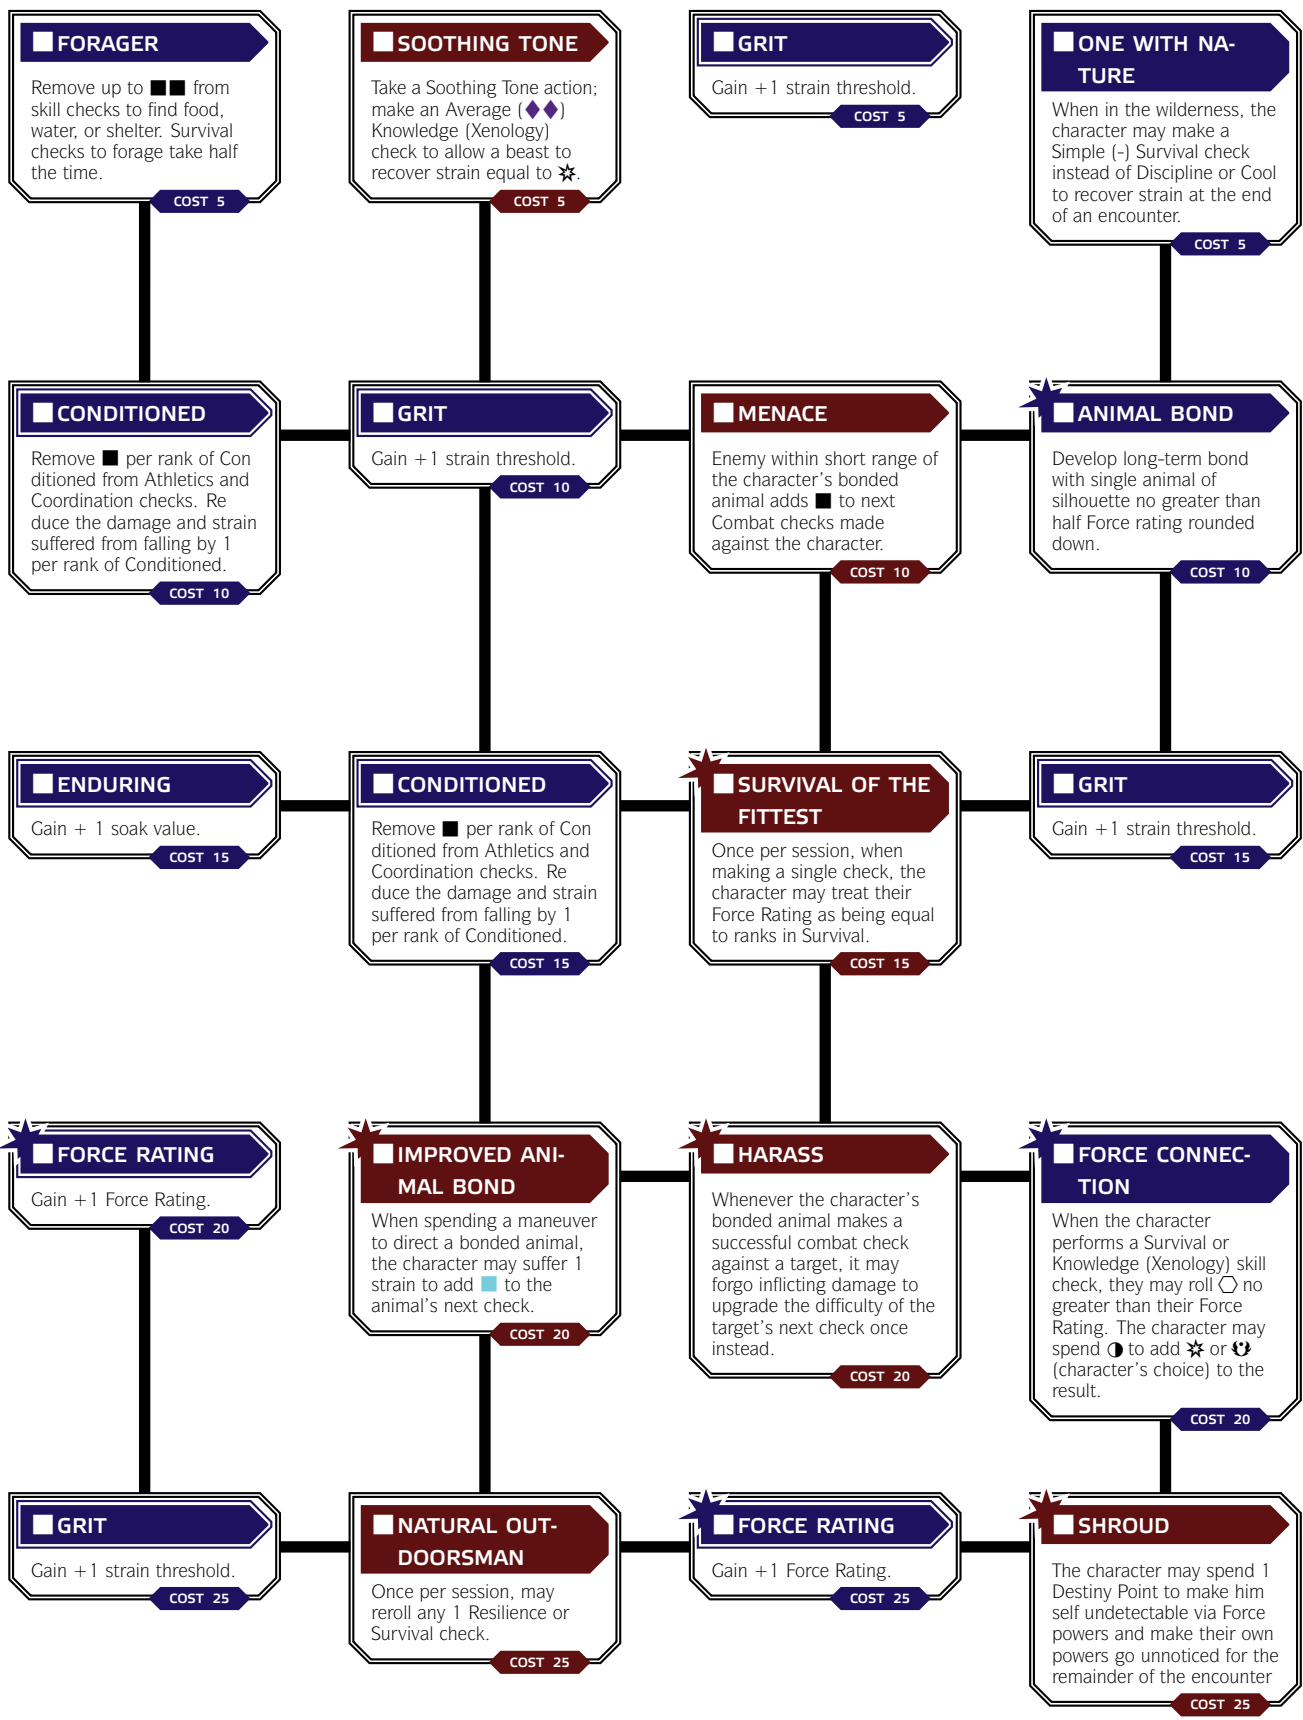 FORAGER
Remove up to ■■ from
skill checks to find food,
water, or shelter. Survival
checks to forage take half
the time.
COST 5
SOOTHING TONE
Take a Soothing Tone action;
make an Average (♦♦)
Knowledge (Xenology)
check to allow a beast to
recover strain equal to .
COST 5
GRIT
Gain +1 strain threshold.
COST 5
ONE WITH NA-
TURE
When in the wilderness, the
character may make a
Simple (-) Survival check
instead of Discipline or Cool
to recover strain at the end
of an encounter.
COST 5
CONDITIONED
Remove ■ per rank of Con
ditioned from Athletics and
Coordination checks. Re
duce the damage and strain
suffered from falling by 1
per rank of Conditioned.
COST 10
GRIT
Gain +1 strain threshold.
COST 10
MENACE
Enemy within short range of
the character's bonded
animal adds ■ to next
Combat checks made
against the character.
COST 10
ANIMAL BOND
Develop long-term bond
with single animal of
silhouette no greater than
half Force rating rounded
down.
COST 10
ENDURING
Gain + 1 soak value.
COST 15
CONDITIONED
Remove ■ per rank of Con
ditioned from Athletics and
Coordination checks. Re
duce the damage and strain
suffered from falling by 1
per rank of Conditioned.
COST 15
SURVIVAL OF THE
FITTEST
Once per session, when
making a single check, the
character may treat their
Force Rating as being equal
to ranks in Survival.
COST 15
GRIT
Gain +1 strain threshold.
COST 15
FORCE RATING
Gain +1 Force Rating.
COST 20
IMPROVED ANI-
MAL BOND
When spending a maneuver
to direct a bonded animal,
the character may suffer 1
strain to add ■ to the
animal's next check.
COST 20
HARASS
Whenever the character's
bonded animal makes a
successful combat check
against a target, it may
forgo inflicting damage to
upgrade the difficulty of the
target's next check once
instead.
COST 20
FORCE CONNEC-
TION
When the character
performs a Survival or
Knowledge (Xenology) skill
check, they may roll ⬡ no
greater than their Force
Rating. The character may
spend ◑ to add or
(character's choice) to the
result.
COST 20
GRIT
Gain +1 strain threshold.
COST 25
NATURAL OUT-
DOORSMAN
Once per session, may
reroll any 1 Resilience or
Survival check.
COST 25
FORCE RATING
Gain +1 Force Rating.
COST 25
SHROUD
The character may spend 1
Destiny Point to make him
self undetectable via Force
powers and make their own
powers go unnoticed for the
remainder of the encounter
COST 25